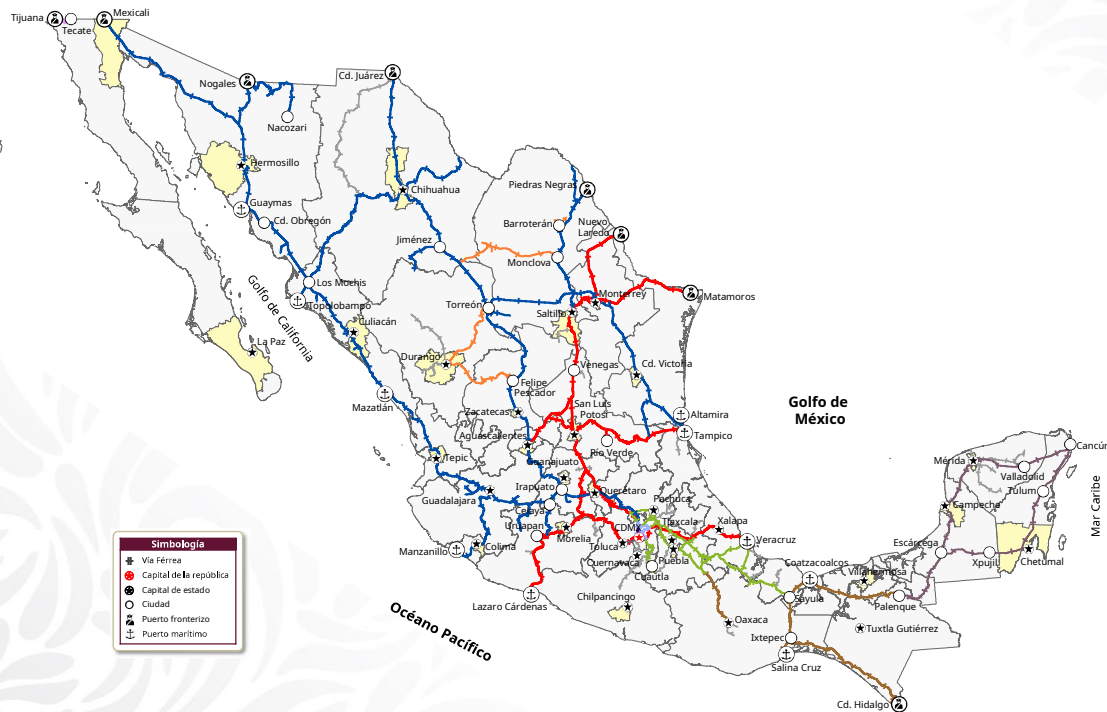 Tijuana
Tecate
Mexicali
Nogales
Cd. Juárez
Nacozari
Hermosillo
Chihuahua
Piedras Negras
Guaymas
Cd. Obregón
Barroterán
Nuevo
Laredo
Jiménez
Monclova
Los Mochis
Topolobampo
Golfo de California
Torreón
Monterrey
Matamoros
Saltillo
Culiacán
La Paz
Durango
Venegas
Cd. Victoria
Felipe
Pescador
Mazatlán
Zacatecas
San Luis
Potosí
Altamira
Tampico
Golfo de
México
Aguascalientes
Río Verde
Tepic
Guanajuato
Guadalajara
Irapuato
Querétaro
Celaya
Pachuca
Uruapan
Morelia
CDMX
Tlaxcala
Xalapa
Veracruz
Manzanillo
Colima
Toluca
Cuernavaca
Puebla
Cuautla
Lazaro Cárdenas
Chilpancingo
Oaxaca
Coatzacoalcos
Sayula
Villahermosa
Palenque
Ixtepec
Tuxtla Gutiérrez
Salina Cruz
Cd. Hidalgo
Mérida
Cancún
Valladolid
Tulum
Campeche
Escárcega
Xpujil
Chetumal
Mar Caribe
Océano Pacífico
Simbología
Vía Férrea
Capital de la república
Capital de estado
Ciudad
Puerto fronterizo
Puerto marítimo